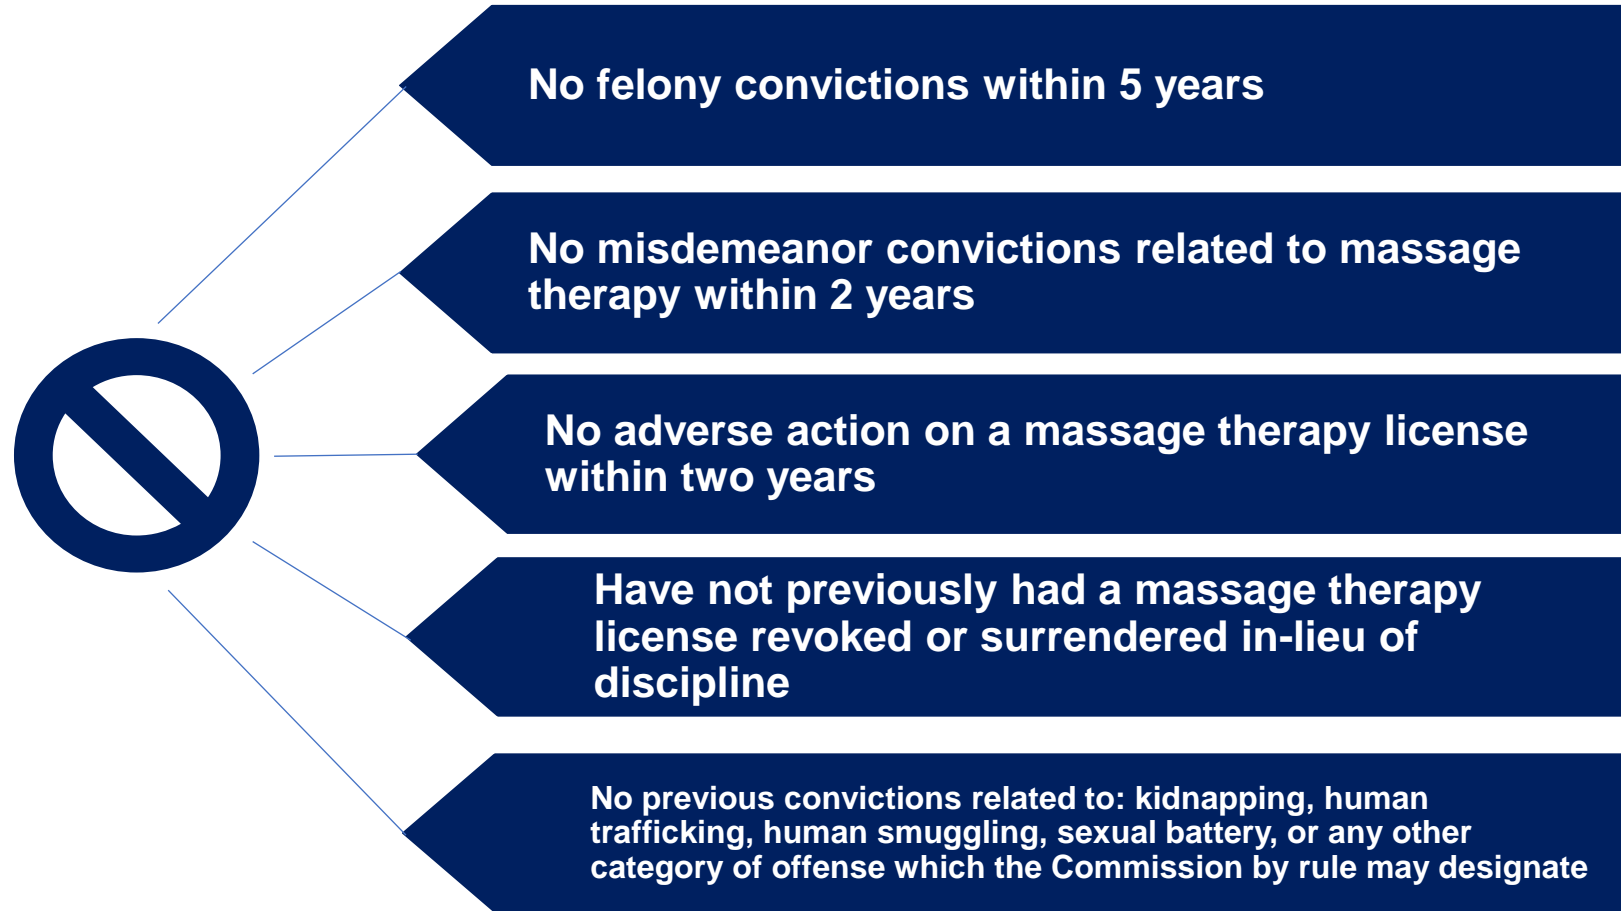 No felony convictions within 5 years
No misdemeanor convictions related to massage
therapy within 2 years
No adverse action on a massage therapy license
within two years
Have not previously had a massage therapy
license revoked or surrendered in-lieu of
discipline
No previous convictions related to: kidnapping, human
trafficking, human smuggling, sexual battery, or any other
category of offense which the Commission by rule may designate